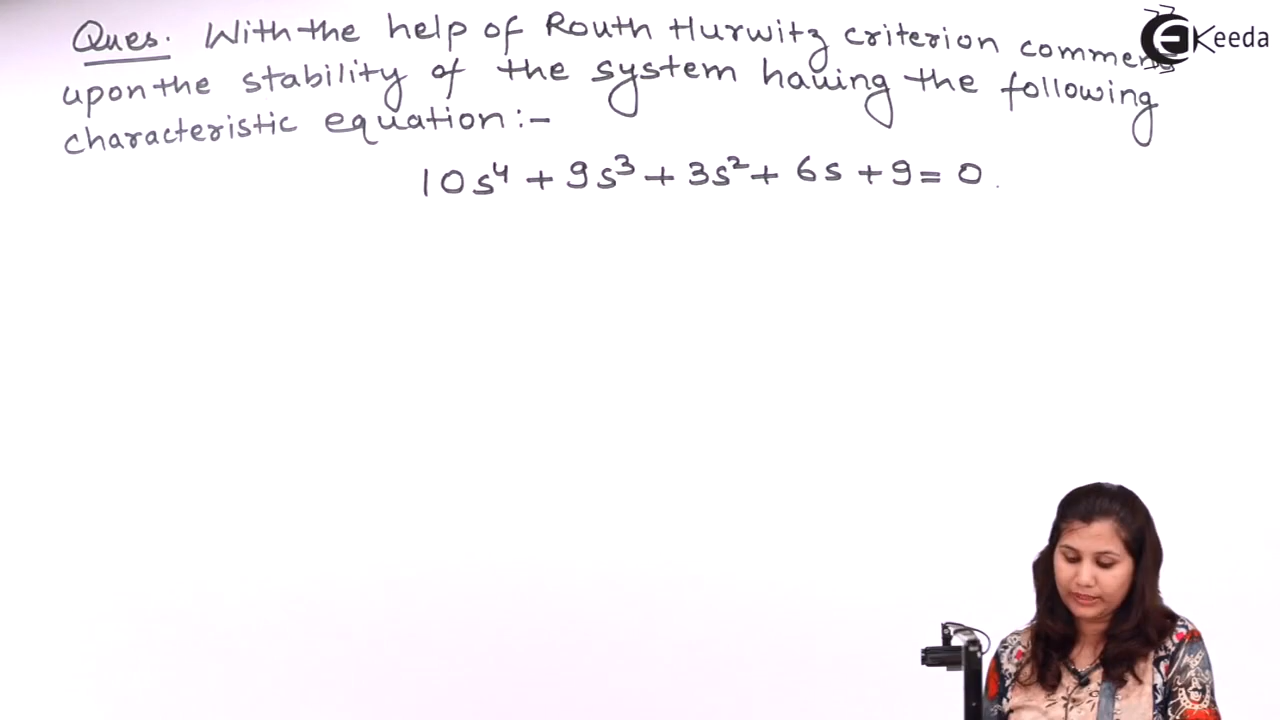 Ques. With the help of Routh Hurwitz criterion comment
upon the stability of the system having the following
characteristic equation:-
10s⁴ + 9s³ + 3s² + 6s + 9 = 0.
EKeeda